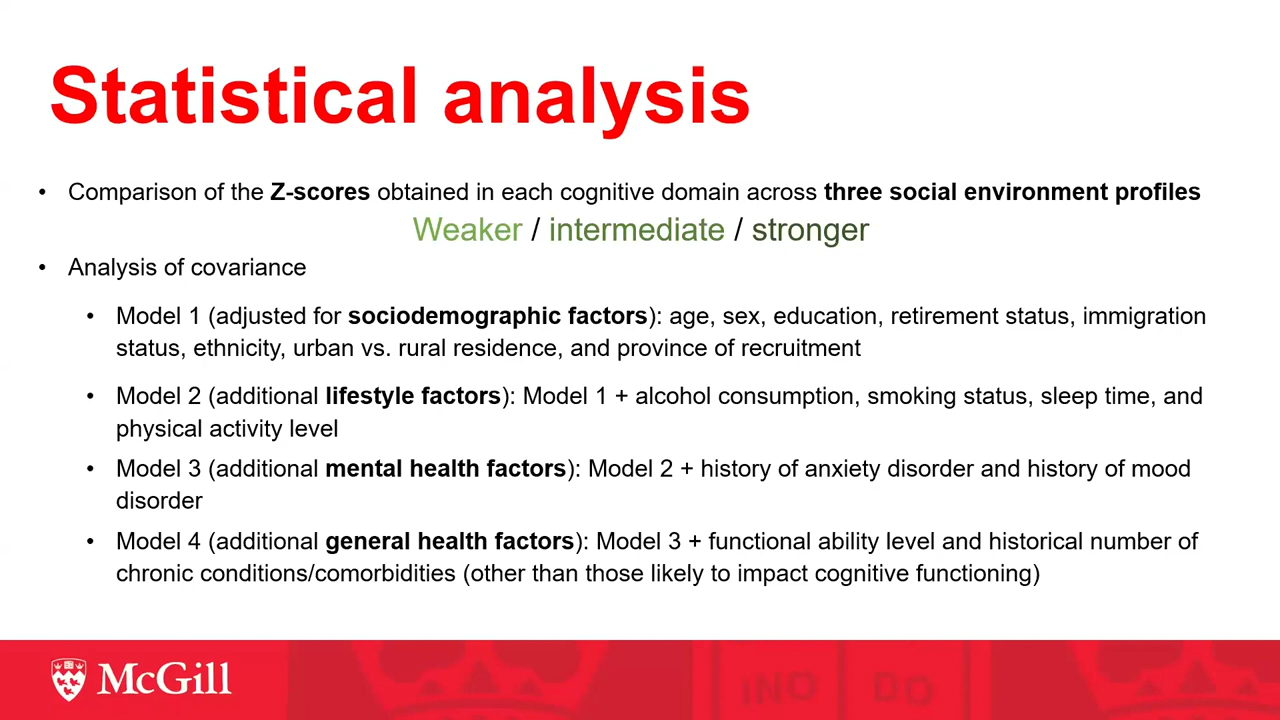 Statistical analysis
• Comparison of the Z-scores obtained in each cognitive domain across three social environment profiles
Weaker / intermediate / stronger
• Analysis of covariance
• Model 1 (adjusted for sociodemographic factors): age, sex, education, retirement status, immigration
status, ethnicity, urban vs. rural residence, and province of recruitment
• Model 2 (additional lifestyle factors): Model 1 + alcohol consumption, smoking status, sleep time, and
physical activity level
• Model 3 (additional mental health factors): Model 2 + history of anxiety disorder and history of mood
disorder
• Model 4 (additional general health factors): Model 3 + functional ability level and historical number of
chronic conditions/comorbidities (other than those likely to impact cognitive functioning)
McGill
INO DO